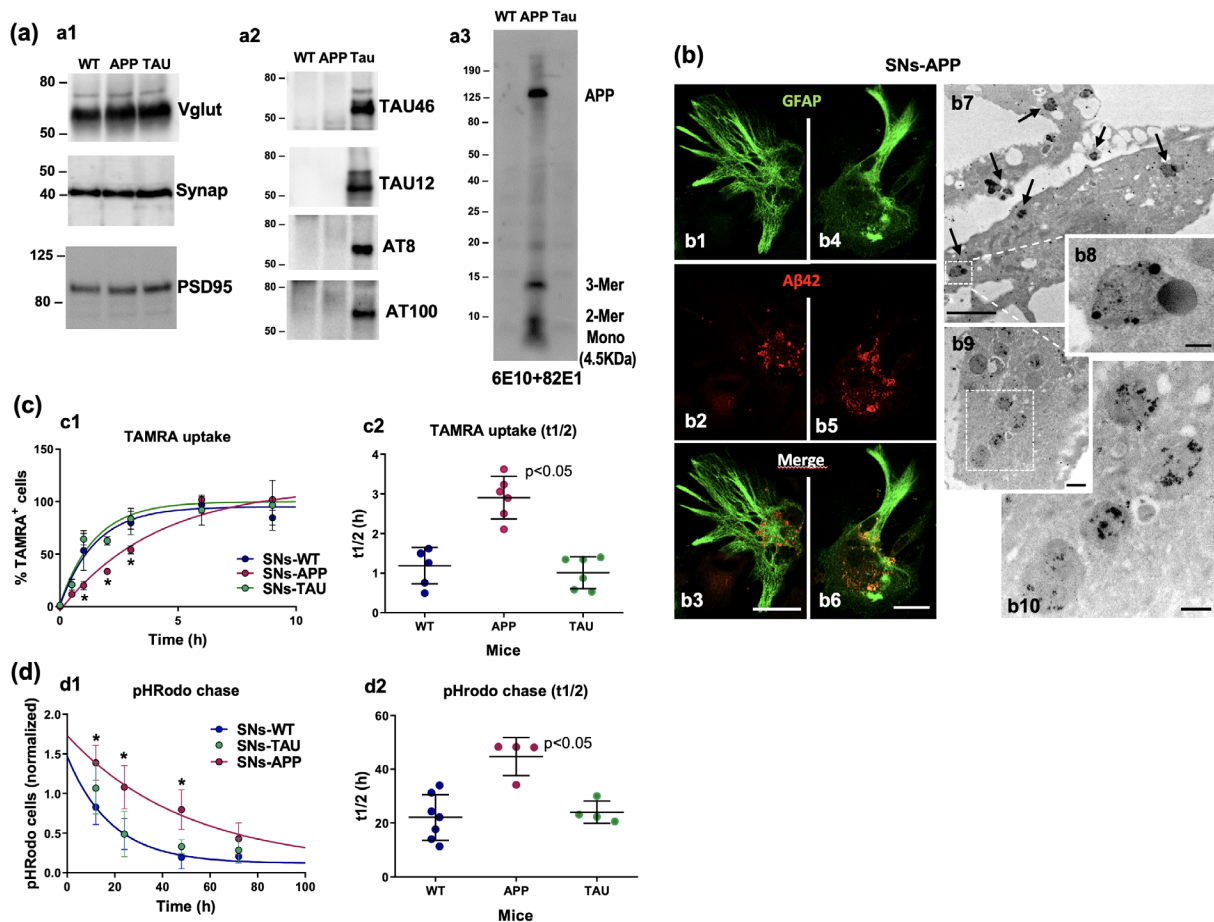 (a)
a1
WT APP TAU
80
50
Vglut
50
40
Synap
125
80
PSD95
a2
WT APP Tau
80
50
TAU46
80
50
TAU12
80
50
AT8
80
50
AT100
a3
WT APP Tau
190
125
80
50
40
25
20
15
10
APP
3-Mer
2-Mer
Mono
(4.5KDa)
6E10+82E1
(b)
SNs-APP
GFAP
b1
b4
Aβ42
b2
b5
Merge
b3
b6
b7
b8
b9
b10
(c)
c1
TAMRA uptake
% TAMRA+ cells
150
100
50
0
0
5
10
Time (h)
SNs-WT
SNs-APP
SNs-TAU
*
*
*
c2
TAMRA uptake (t1/2)
t1/2 (h)
4
3
2
1
0
p<0.05
WT
APP
TAU
Mice
(d)
d1
pHRodo chase
pHRodo cells (normalized)
2.0
1.5
1.0
0.5
0.0
0
20
40
60
80
100
Time (h)
SNs-WT
SNs-TAU
SNs-APP
*
*
*
d2
pHrodo chase (t1/2)
t1/2 (h)
60
40
20
0
p<0.05
WT
APP
TAU
Mice